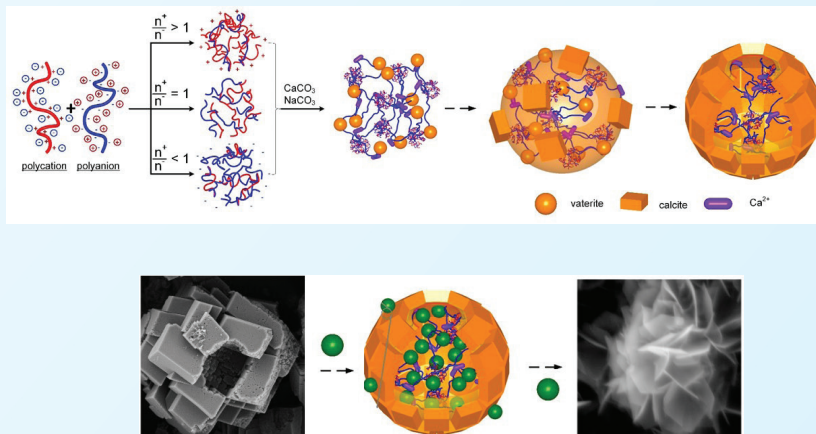 n⁺/n⁻ > 1
n⁺/n⁻ = 1
n⁺/n⁻ < 1
CaCO₃
NaCO₃
polycation
polyanion
vaterite
calcite
Ca²⁺